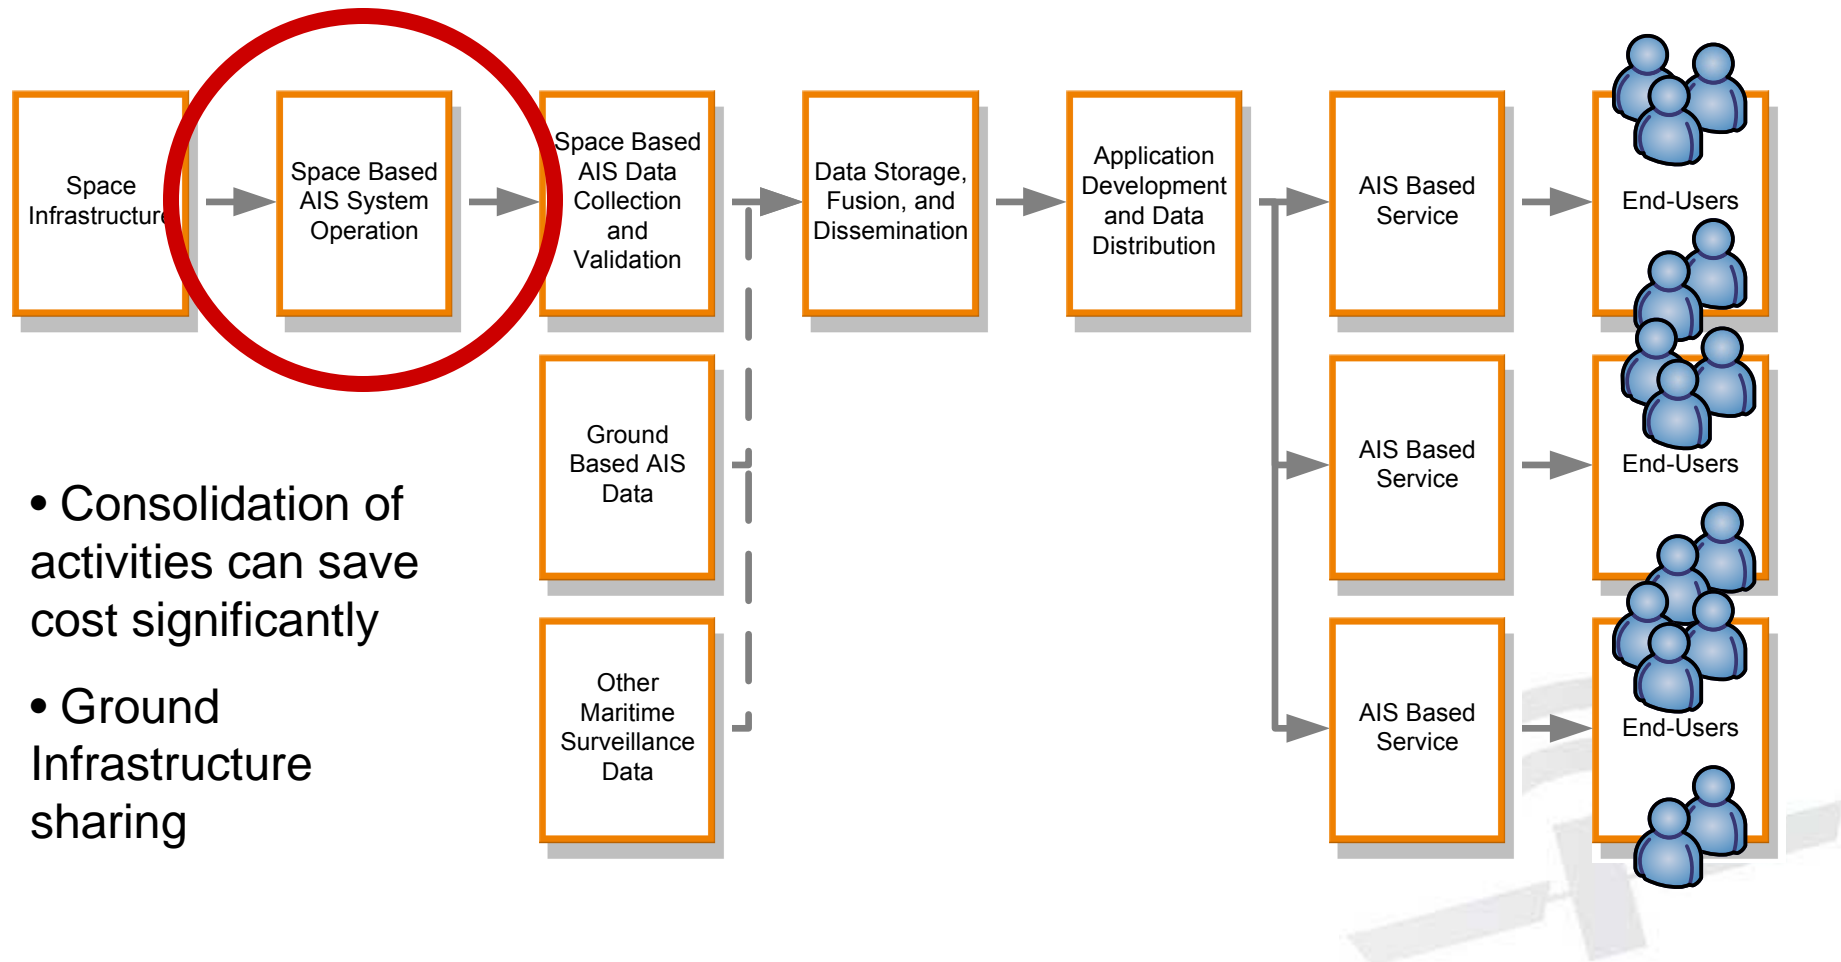 Space
Infrastructure
Space Based
AIS System
Operation
Space Based
AIS Data
Collection
and
Validation
Data Storage,
Fusion, and
Dissemination
Application
Development
and Data
Distribution
AIS Based
Service
End-Users
Ground
Based AIS
Data
AIS Based
Service
End-Users
Other
Maritime
Surveillance
Data
AIS Based
Service
End-Users
• Consolidation of
activities can save
cost significantly
• Ground
Infrastructure
sharing